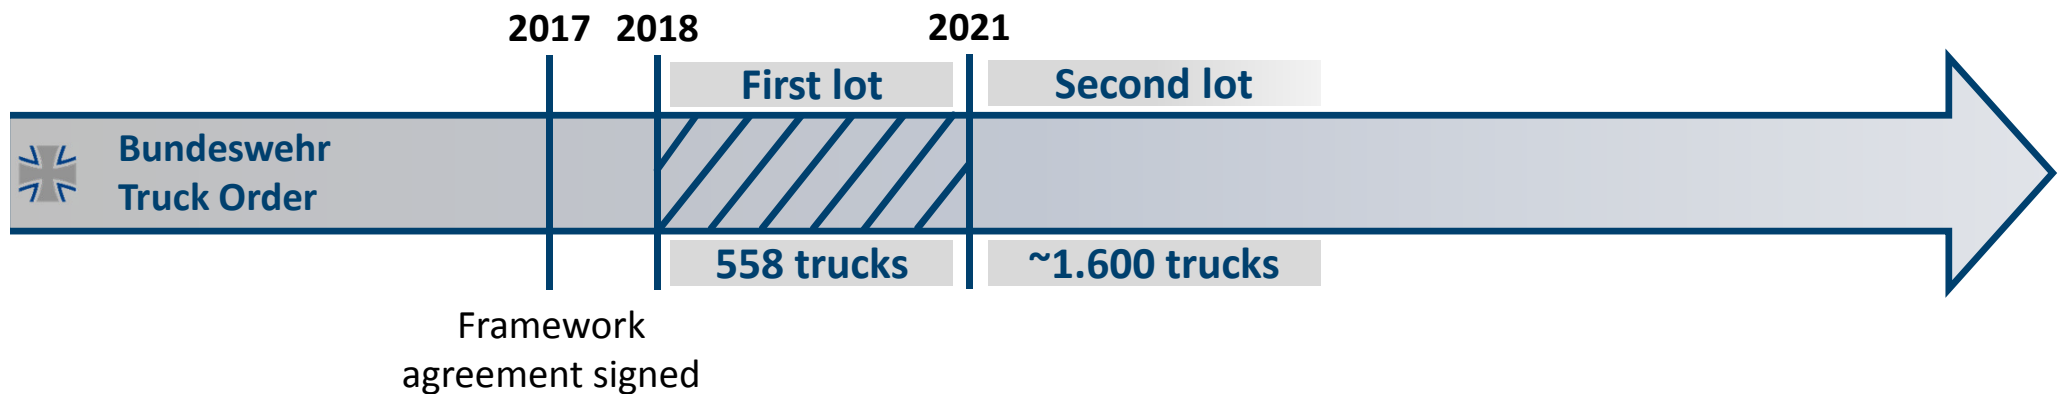 2017 2018 2021
First lot Second lot
Bundeswehr
Truck Order
558 trucks ~1.600 trucks
Framework
agreement signed